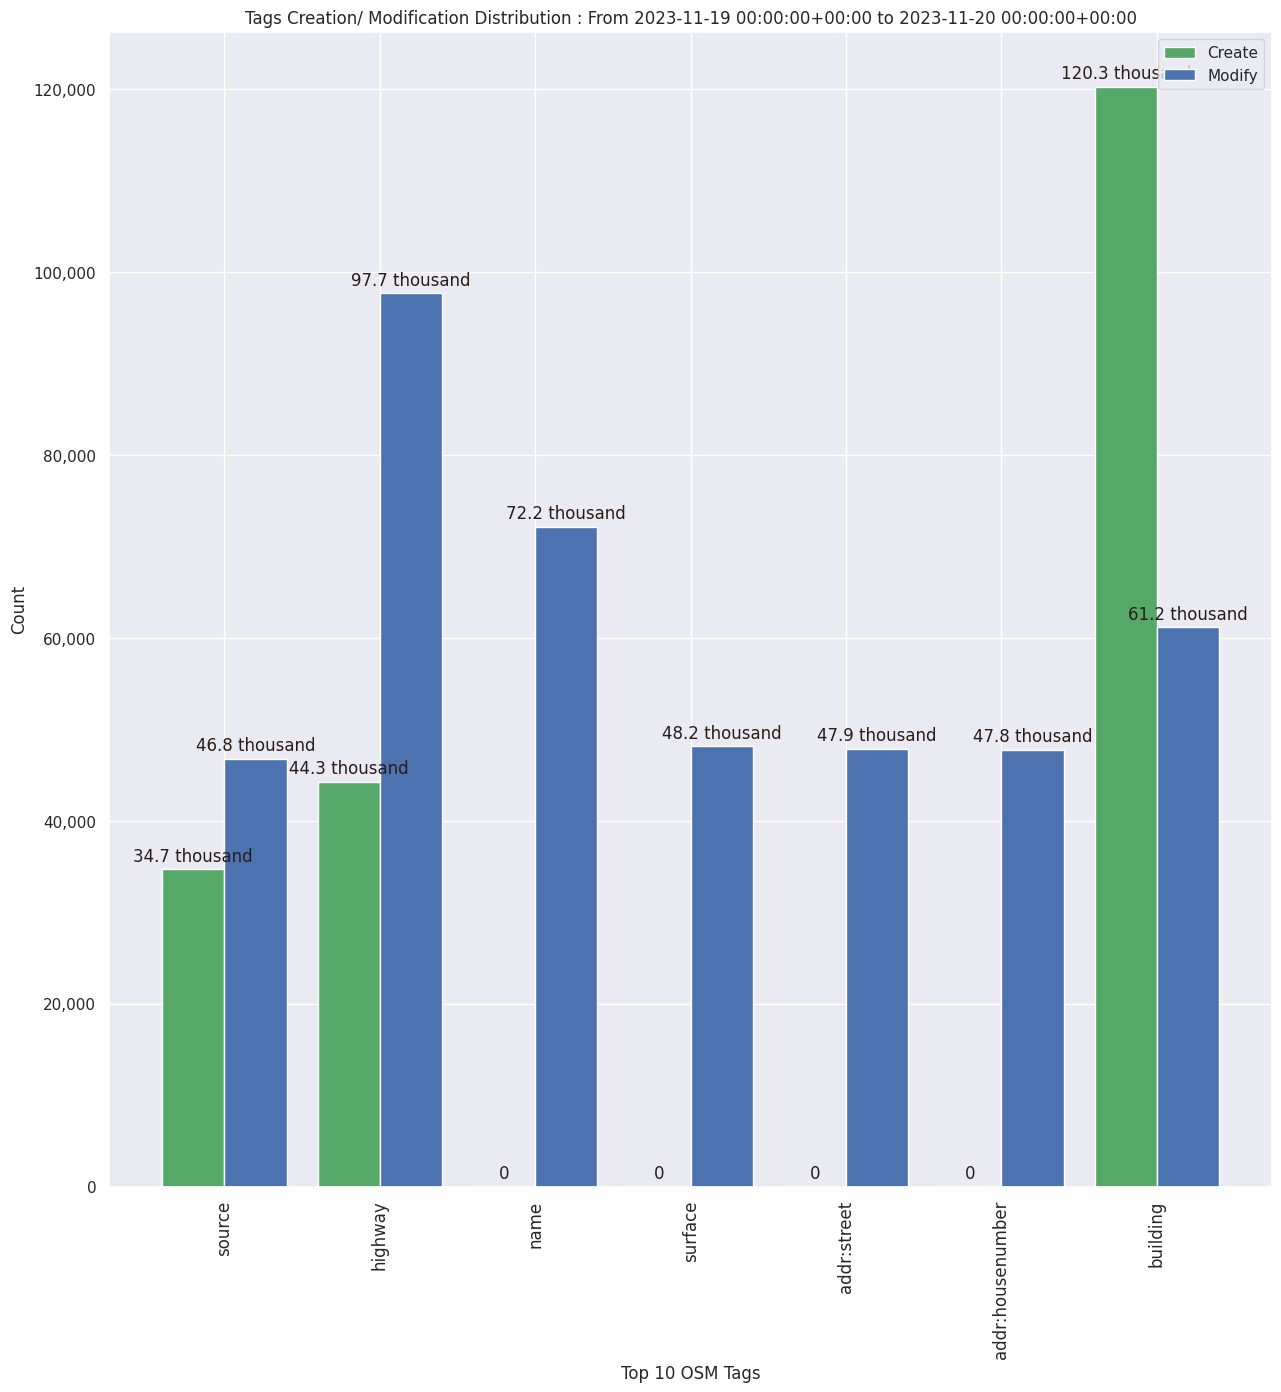 Tags Creation/ Modification Distribution : From 2023-11-19 00:00:00+00:00 to 2023-11-20 00:00:00+00:00
Create
Modify
120.3
120,000
100,000
97.7 thousand
80,000
72.2 thousand
60,000
61.2 thousand
Count
48.2 thousand
47.9 thousand
47.8 thousand
46.8 thousand
44.3 thousand
40,000
34.7 thousand
20,000
0
0
0
0
0
source
highway
name
surface
addr:street
addr:housenumber
building
Top 10 OSM Tags